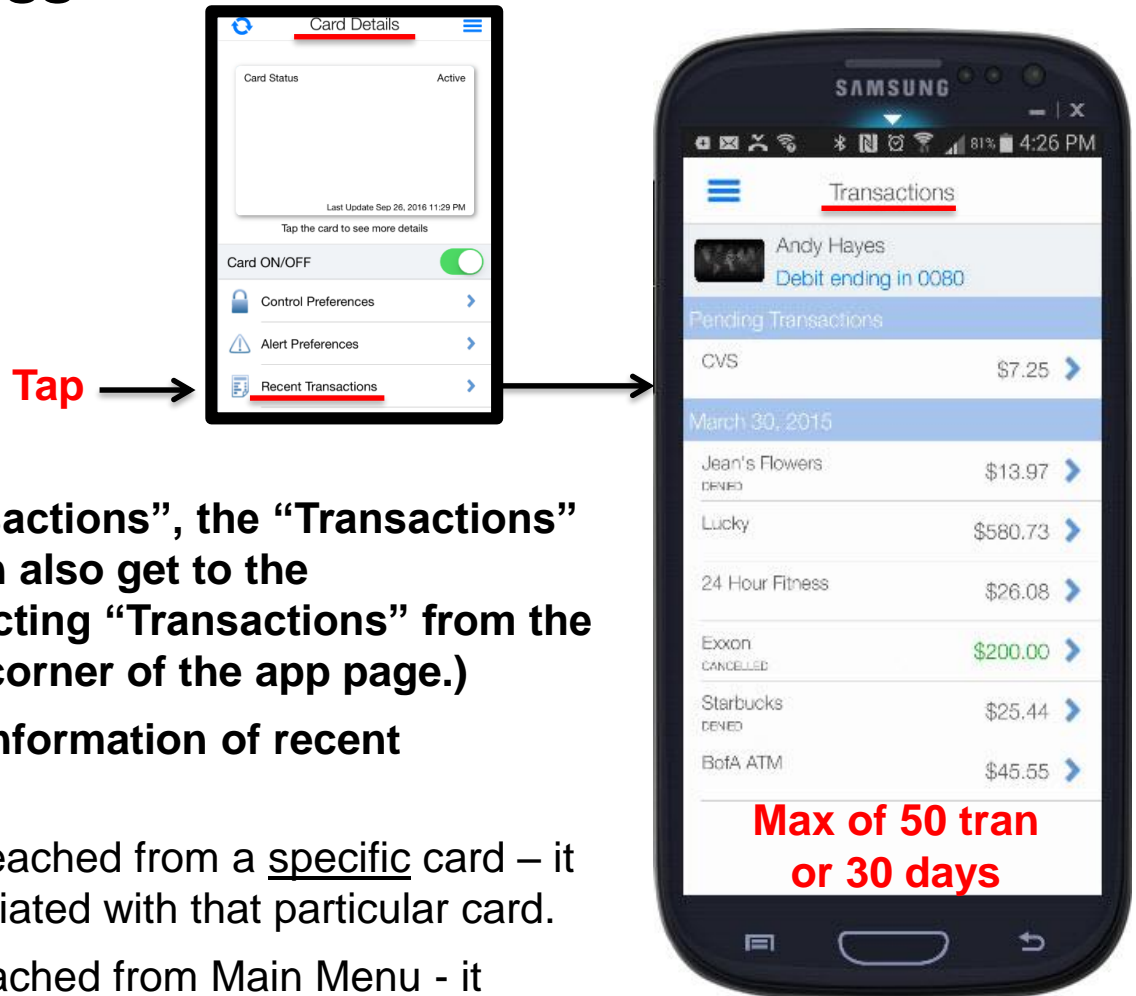 Card Details
Card Status Active
Last Update Sep 26, 2016 11:29 PM
Tap the card to see more details
Card ON/OFF
Control Preferences
Alert Preferences
Tap
Recent Transactions
actions”, the “Transactions”
also get to the
cting “Transactions” from the
corner of the app page.)
nformation of recent
eached from a specific card – it
iated with that particular card.
ached from Main Menu - it
SAMSUNG
81% 4:26 PM
Transactions
Andy Hayes
Debit ending in 0080
Pending Transactions
CVS $7.25
March 30, 2015
Jean's Flowers $13.97
DENIED
Lucky $580.73
24 Hour Fitness $26.08
Exxon $200.00
CANCELLED
Starbucks $25.44
DENIED
BofA ATM $45.55
Max of 50 tran
or 30 days